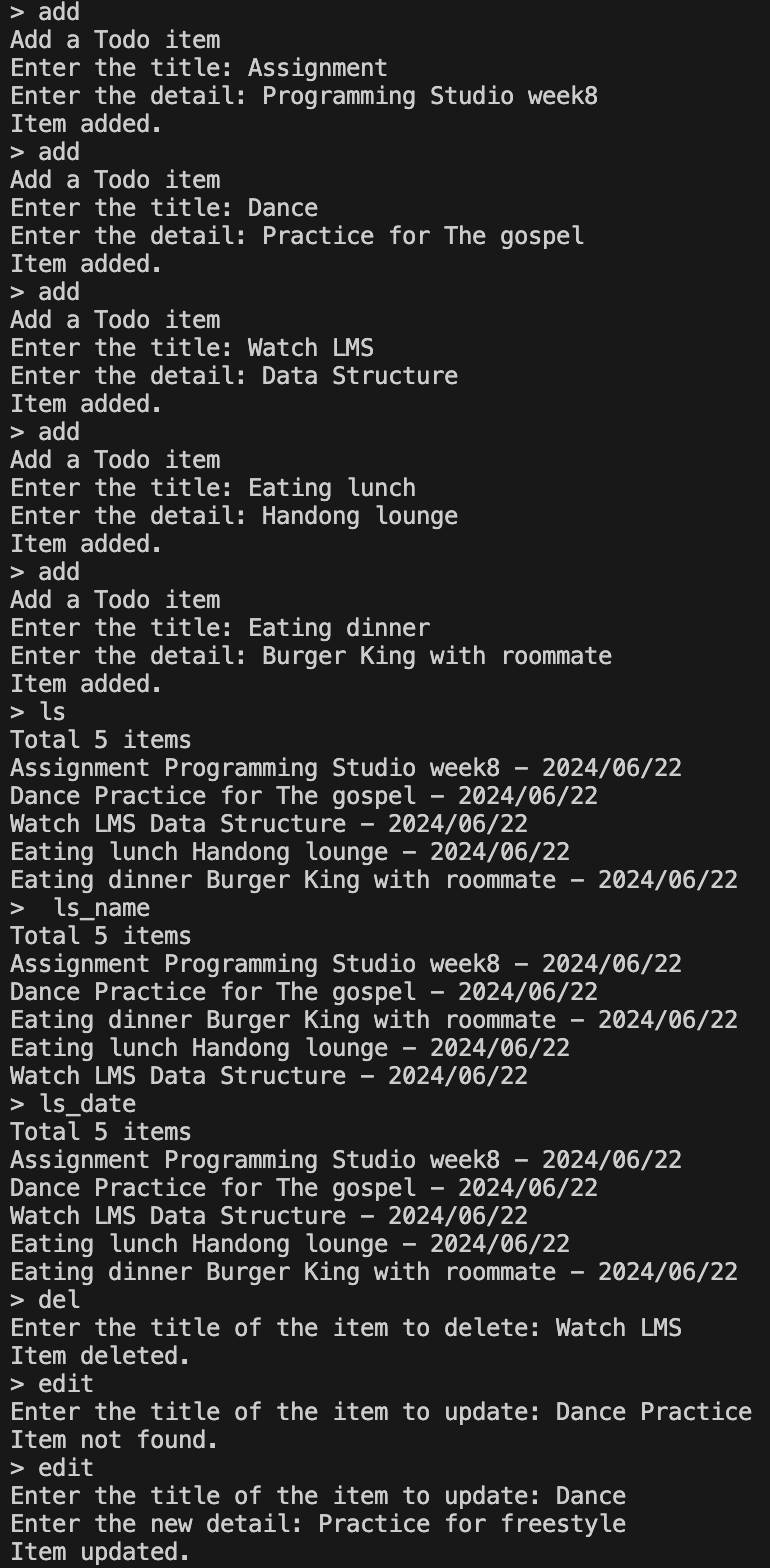 > add
Add a Todo item
Enter the title: Assignment
Enter the detail: Programming Studio week8
Item added.
> add
Add a Todo item
Enter the title: Dance
Enter the detail: Practice for The gospel
Item added.
> add
Add a Todo item
Enter the title: Watch LMS
Enter the detail: Data Structure
Item added.
> add
Add a Todo item
Enter the title: Eating lunch
Enter the detail: Handong lounge
Item added.
> add
Add a Todo item
Enter the title: Eating dinner
Enter the detail: Burger King with roommate
Item added.
> ls
Total 5 items
Assignment Programming Studio week8 - 2024/06/22
Dance Practice for The gospel - 2024/06/22
Watch LMS Data Structure - 2024/06/22
Eating lunch Handong lounge - 2024/06/22
Eating dinner Burger King with roommate - 2024/06/22
>  ls_name
Total 5 items
Assignment Programming Studio week8 - 2024/06/22
Dance Practice for The gospel - 2024/06/22
Eating dinner Burger King with roommate - 2024/06/22
Eating lunch Handong lounge - 2024/06/22
Watch LMS Data Structure - 2024/06/22
> ls_date
Total 5 items
Assignment Programming Studio week8 - 2024/06/22
Dance Practice for The gospel - 2024/06/22
Watch LMS Data Structure - 2024/06/22
Eating lunch Handong lounge - 2024/06/22
Eating dinner Burger King with roommate - 2024/06/22
> del
Enter the title of the item to delete: Watch LMS
Item deleted.
> edit
Enter the title of the item to update: Dance Practice
Item not found.
> edit
Enter the title of the item to update: Dance
Enter the new detail: Practice for freestyle
Item updated.